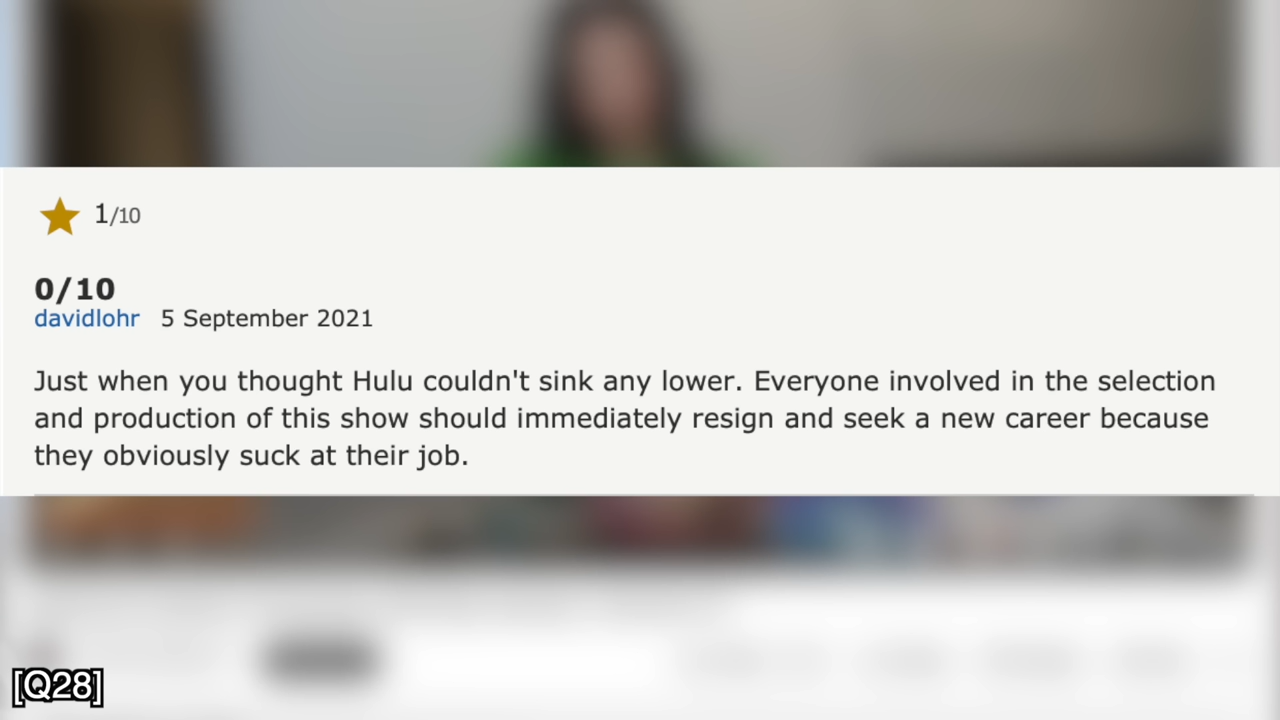 1/10
0/10
davidlohr 5 September 2021
Just when you thought Hulu couldn't sink any lower. Everyone involved in the selection
and production of this show should immediately resign and seek a new career because
they obviously suck at their job.
[Q28]